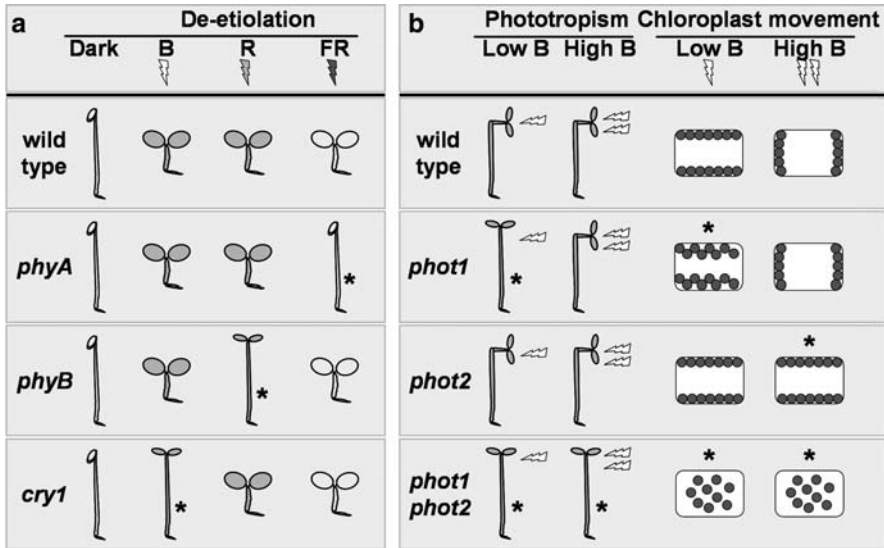 a De-etiolation
Dark B R FR
wild
type
phyA
*
phyB
*
cry1
*
b Phototropism Chloroplast movement
Low B High B Low B High B
wild
type
phot1
* *
phot2
*
phot1
phot2
* * * *